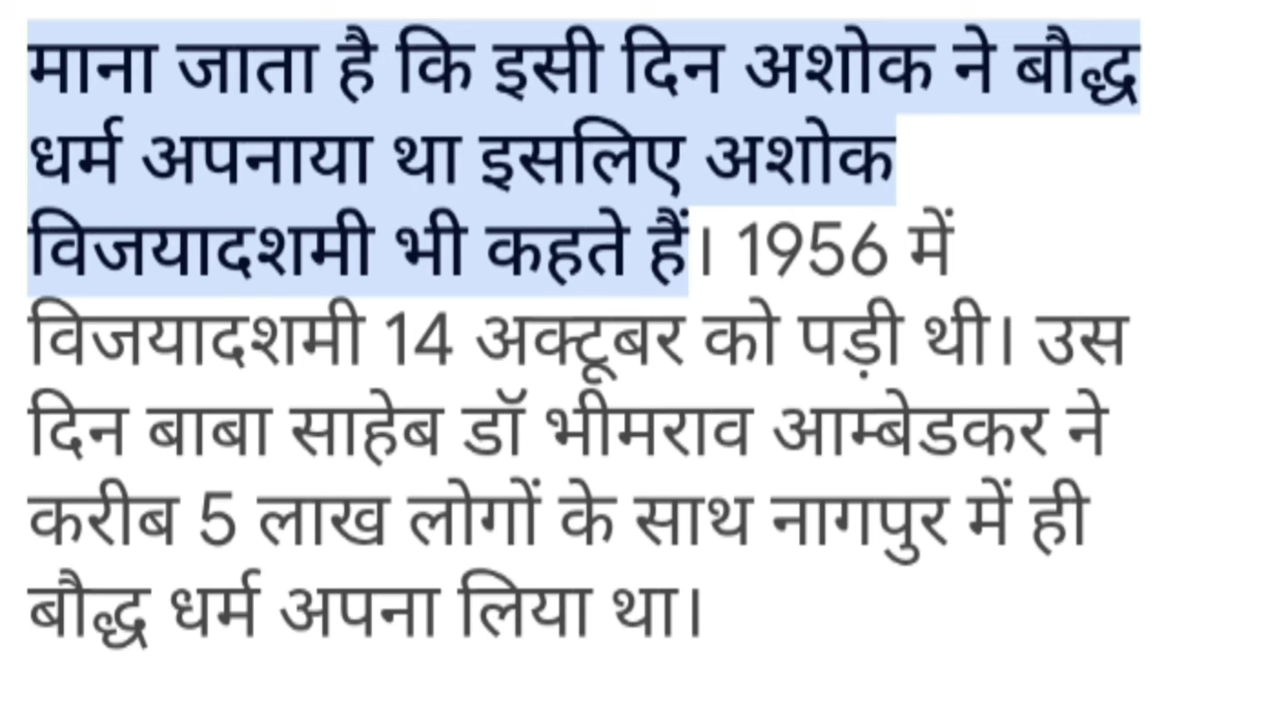 माना जाता है कि इसी दिन अशोक ने बौद्ध
धर्म अपनाया था इसलिए अशोक
विजयादशमी भी कहते हैं। 1956 में
विजयादशमी 14 अक्टूबर को पड़ी थी। उस
दिन बाबा साहेब डॉ भीमराव आम्बेडकर ने
करीब 5 लाख लोगों के साथ नागपुर में ही
बौद्ध धर्म अपना लिया था।